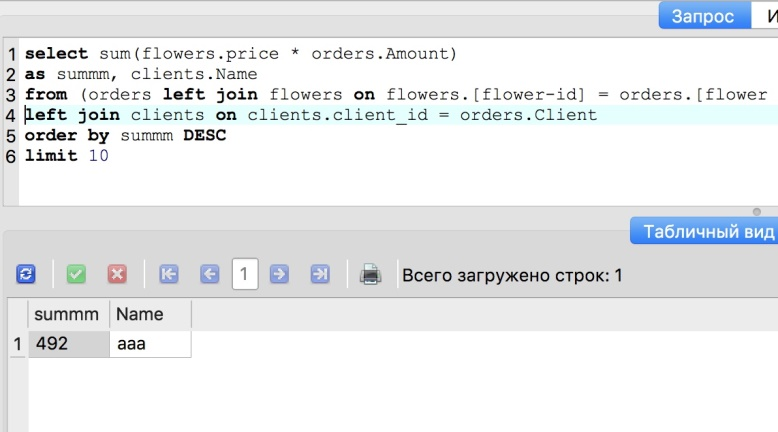 Запрос И
1 select sum(flowers.price * orders.Amount)
2 as summm, clients.Name
3 from (orders left join flowers on flowers.[flower-id] = orders.[flower
4 left join clients on clients.client_id = orders.Client
5 order by summm DESC
6 limit 10
Табличный вид
1 Всего загружено строк: 1
summm Name
1 492 aaa